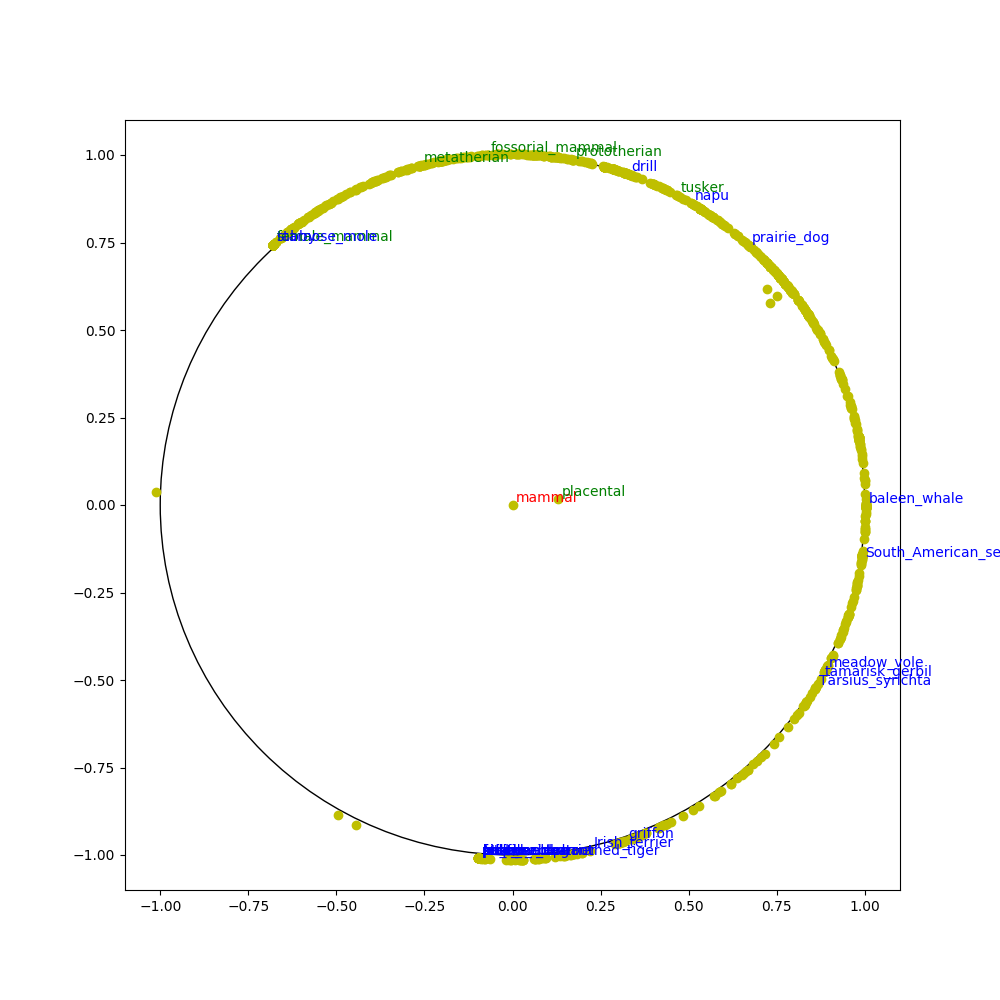 1.00
0.75
0.50
0.25
0.00
−0.25
−0.50
−0.75
−1.00
fossorial_mammal
prototherian
metatherian
drill
tusker
napu
prairie_dog
mammal
placental
baleen_whale
South_American_se
meadow_vole
tamarisk_gerbil
Tarsius_syrichta
griffon
Irish_terrier
−1.00
−0.75
−0.50
−0.25
0.00
0.25
0.50
0.75
1.00